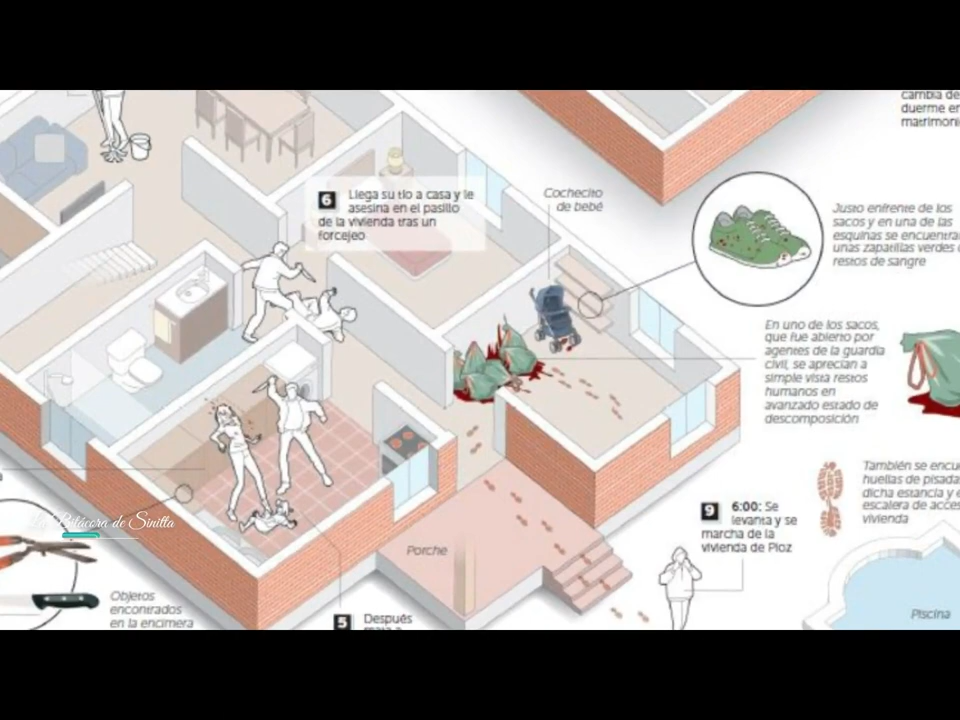 cambia de
duerme en
matrimoni
6 Llega su tío a casa y le
asesina en el pasillo
de la vivienda tras un
forcejeo
Cochecito
de bebé
Justo enfrente de los
sacos y en una de las
esquinas se encuentra
unas zapatillas verdes
restos de sangre
En uno de los sacos,
que fue abierto por
agentes de la guardia
civil, se aprecian a
simple vista restos
humanos en
avanzado estado de
descomposición
También se encue
huellas de pisada
dicha estancia y e
escalera de acces
vivienda
9 6:00: Se
levanta y se
marcha de la
vivienda de Pioz
La Bitácora de Sinitta
Porche
Objetos
encontrados
en la encimera
5 Después
Piscina